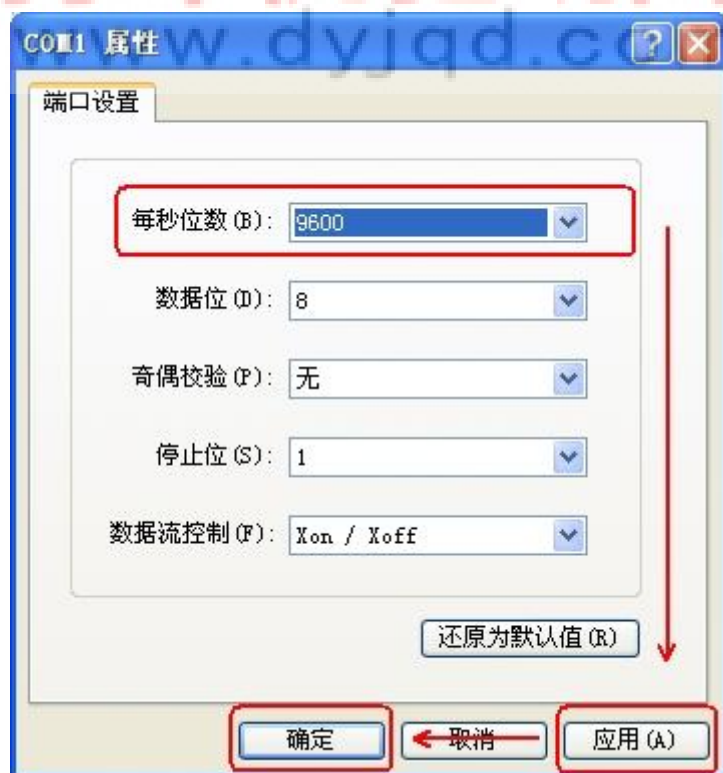 COM1 属性
www.dyjqd.com
端口设置
每秒位数(B): 9600
数据位(D): 8
奇偶校验(P): 无
停止位(S): 1
数据流控制(F): Xon / Xoff
还原为默认值(R)
确定 取消 应用(A)